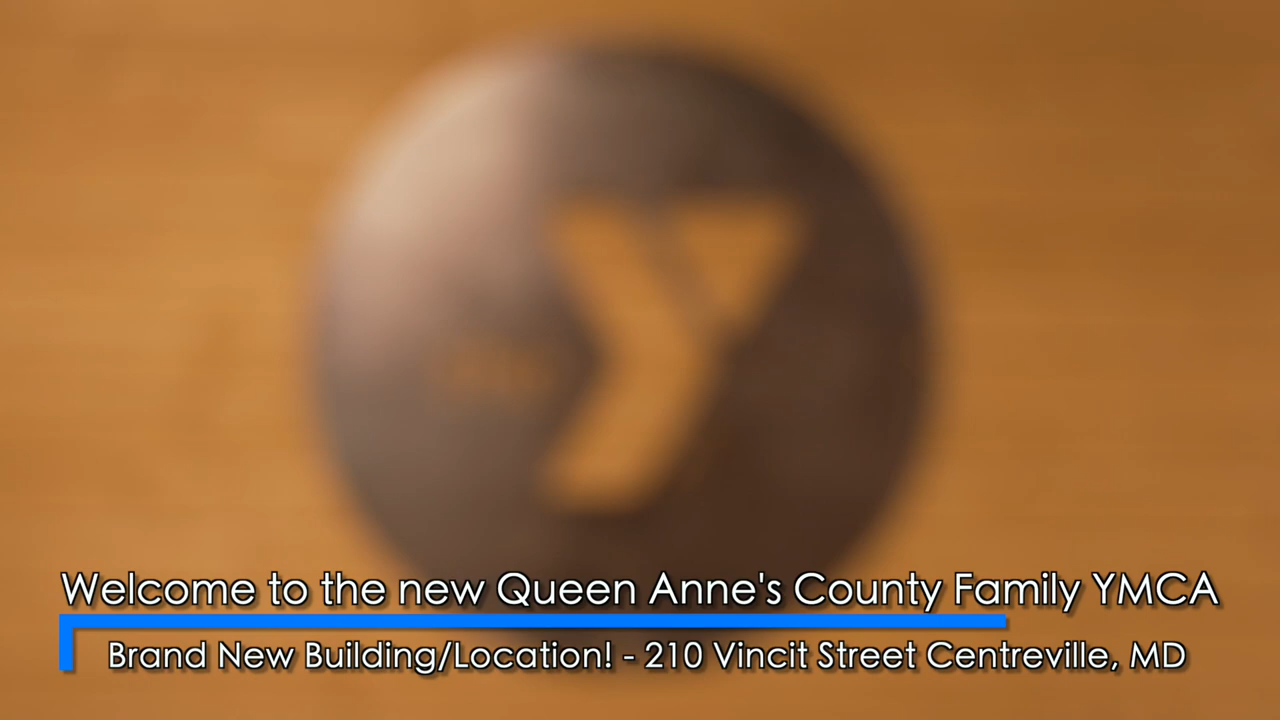 Welcome to the new Queen Anne's County Family YMCA
Brand New Building/Location! - 210 Vincit Street Centreville, MD